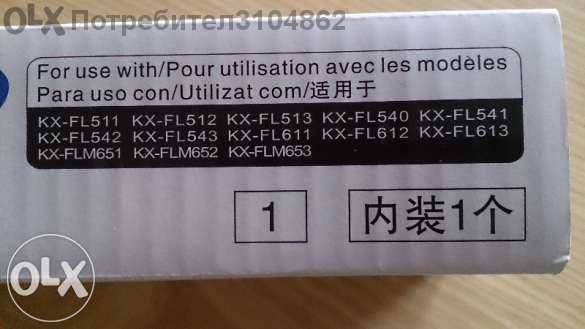 OLX Потребител3104862
For use with/Pour utilisation avec les modèles
Para uso con/Utilizat com/适用于
KX-FL511 KX-FL512 KX-FL513 KX-FL540 KX-FL541
KX-FL542 KX-FL543 KX-FL611 KX-FL612 KX-FL613
KX-FLM651 KX-FLM652 KX-FLM653
1 内装1个
OLX